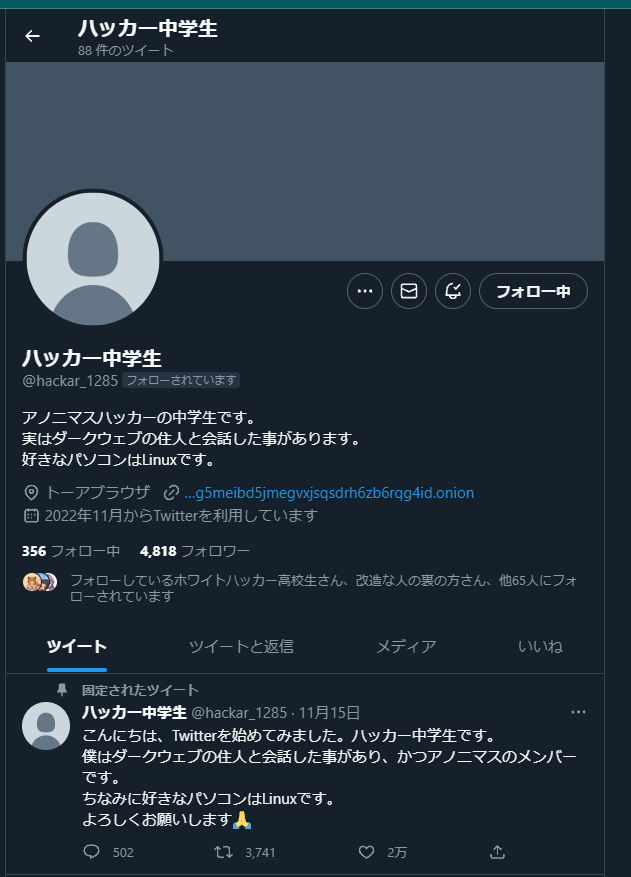 ハッカー中学生
88 件のツイート
フォロー中
ハッカー中学生
@hackar_1285 フォローされています
アノニマスハッカーの中学生です。
実はダークウェブの住人と会話した事があります。
好きなパソコンはLinuxです。
トーアブラウザ …g5meibd5jmegvxjsqsdrh6zb6rqg4id.onion
2022年11月からTwitterを利用しています
356 フォロー中 4,818 フォロワー
フォローしているホワイトハッカー高校生さん、改造な人の裏の方さん、他65人にフォ
ローされています
ツイート ツイートと返信 メディア いいね
固定されたツイート
ハッカー中学生 @hackar_1285 · 11月15日
こんにちは、Twitterを始めてみました。ハッカー中学生です。
僕はダークウェブの住人と会話した事があり、かつアノニマスのメンバー
です。
ちなみに好きなパソコンはLinuxです。
よろしくお願いします🙏
502 3,741 2万